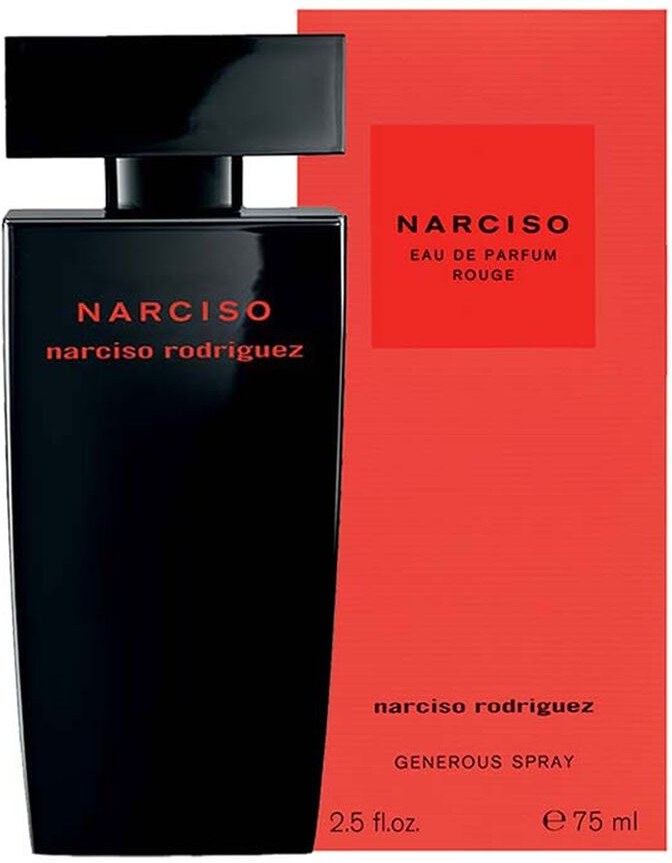 NARCISO
narciso rodriguez
NARCISO
EAU DE PARFUM
ROUGE
narciso rodriguez
GENEROUS SPRAY
2.5 fl.oz. ℮ 75 ml